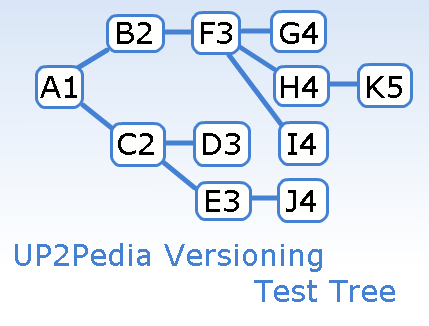 B2 F3 G4
A1 H4 K5
C2 D3 I4
E3 J4
UP2Pedia Versioning
Test Tree